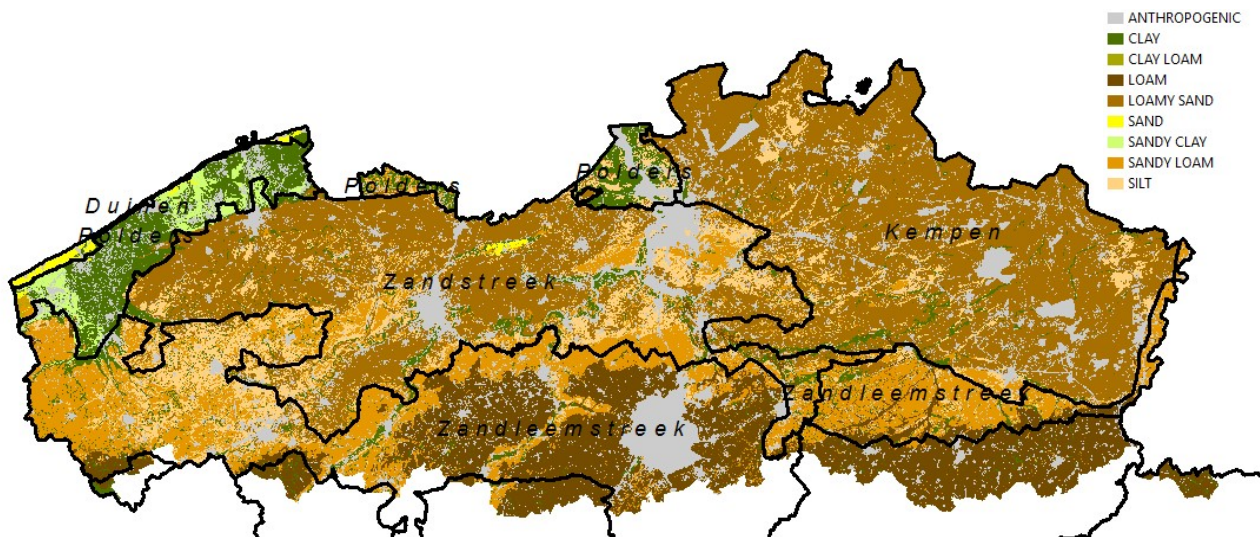 ANTHROPOGENIC
CLAY
CLAY LOAM
LOAM
LOAMY SAND
SAND
SANDY CLAY
SANDY LOAM
SILT
Polders
Polders
Duinen
Polders
Kempen
Zandstreek
Zandleemstreek
Zandleemstreek